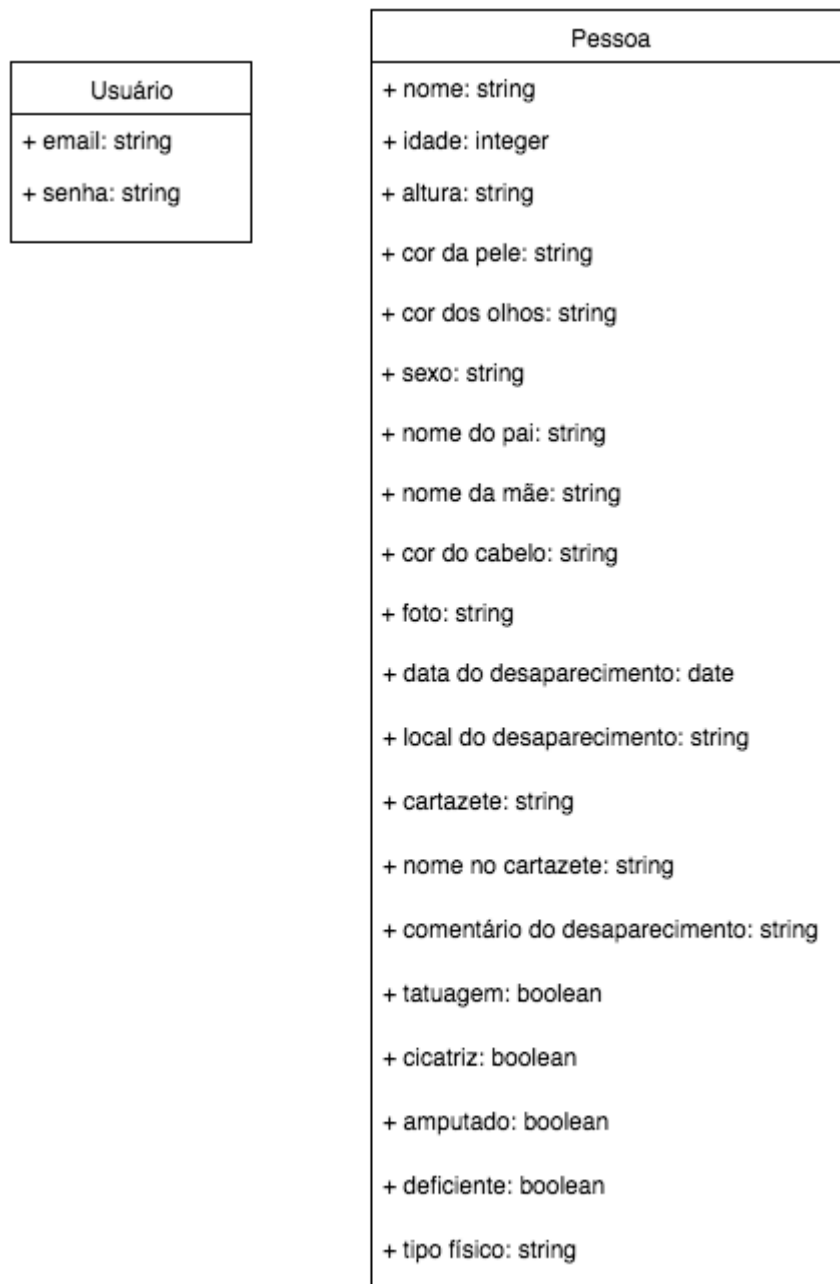 Usuário
+ email: string
+ senha: string
Pessoa
+ nome: string
+ idade: integer
+ altura: string
+ cor da pele: string
+ cor dos olhos: string
+ sexo: string
+ nome do pai: string
+ nome da mãe: string
+ cor do cabelo: string
+ foto: string
+ data do desaparecimento: date
+ local do desaparecimento: string
+ cartazete: string
+ nome no cartazete: string
+ comentário do desaparecimento: string
+ tatuagem: boolean
+ cicatriz: boolean
+ amputado: boolean
+ deficiente: boolean
+ tipo físico: string